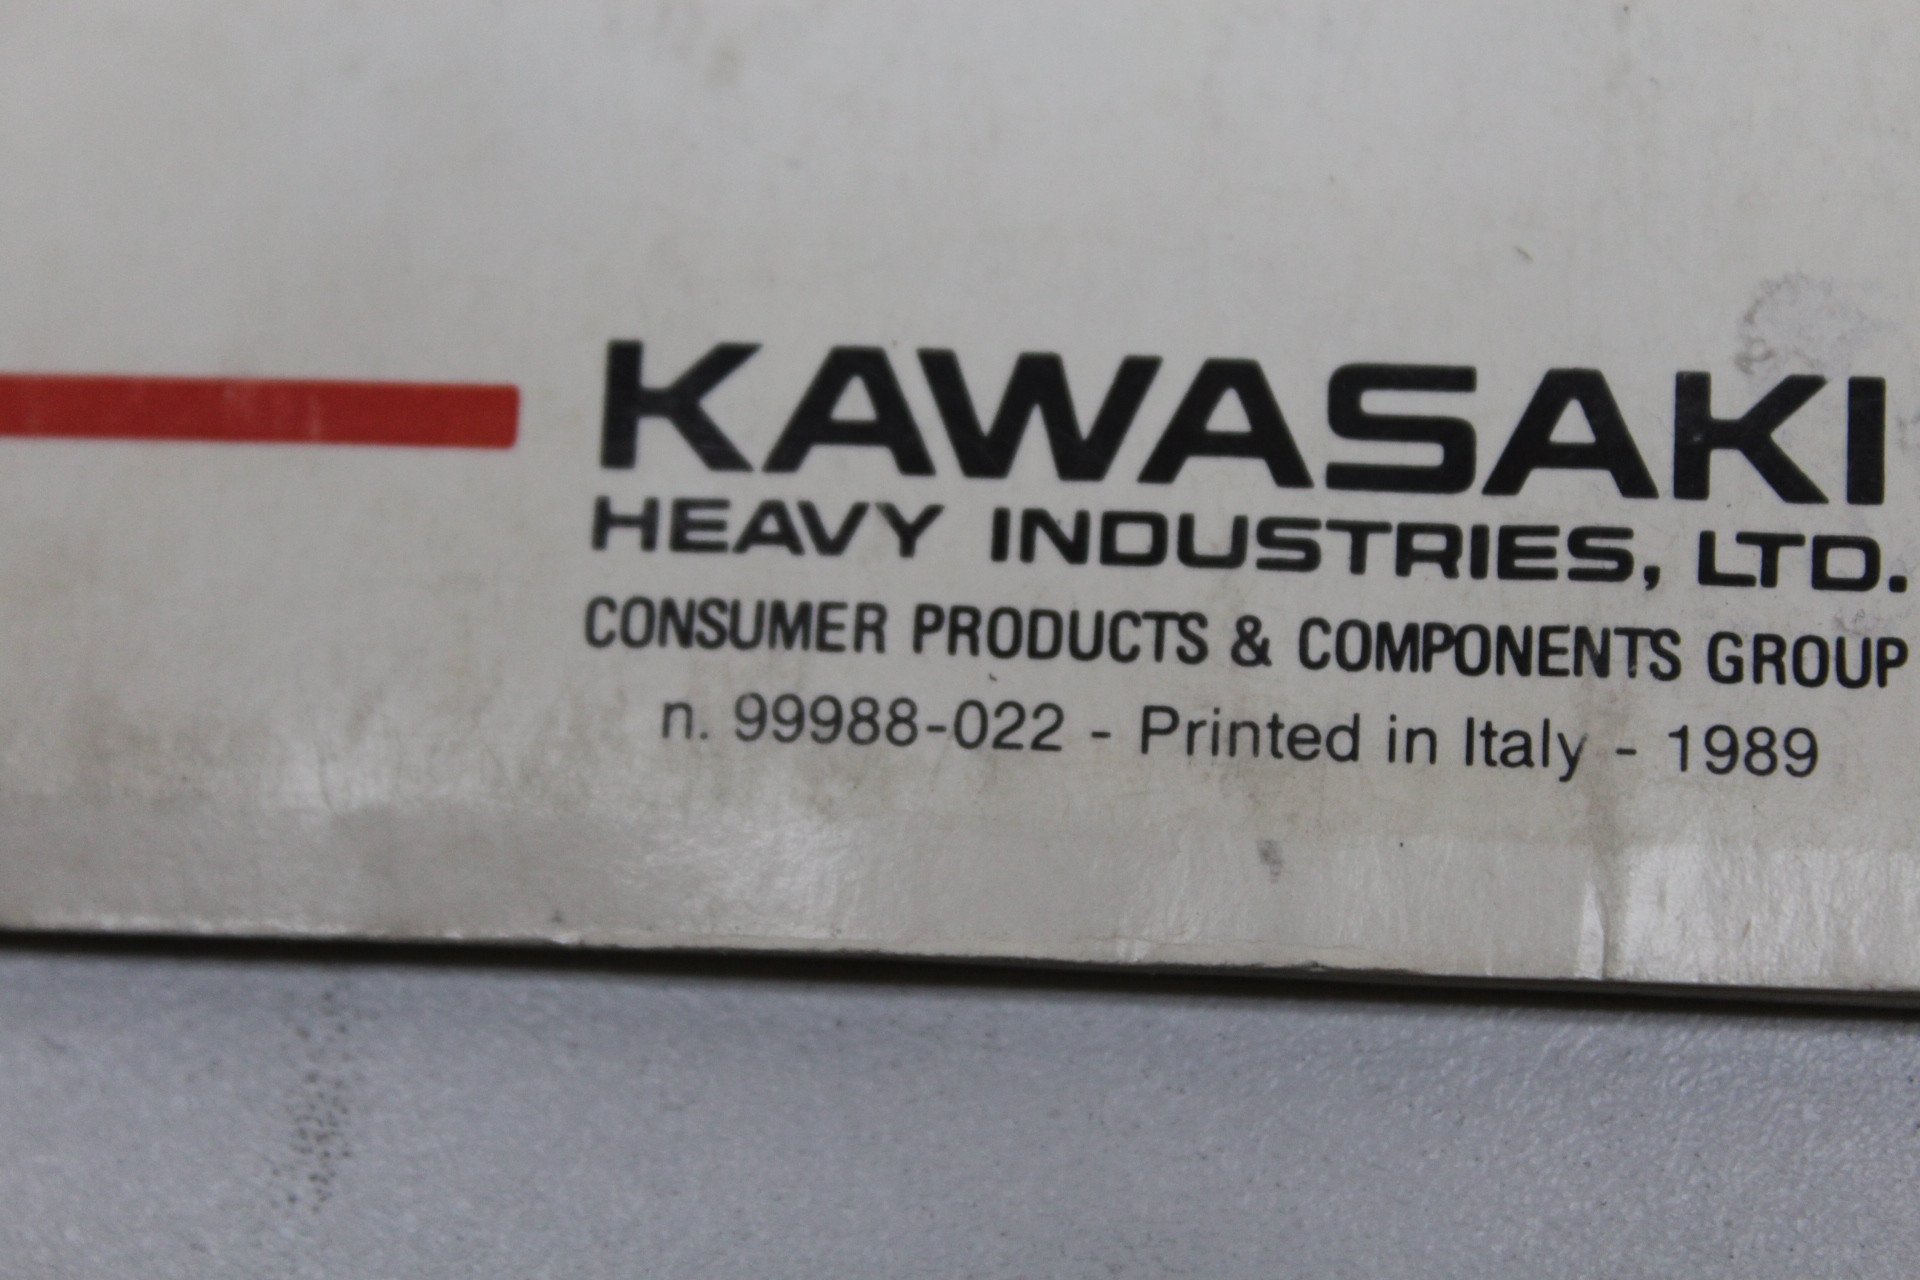 KAWASAKI
HEAVY INDUSTRIES, LTD.
CONSUMER PRODUCTS & COMPONENTS GROUP
n. 99988-022 - Printed in Italy - 1989